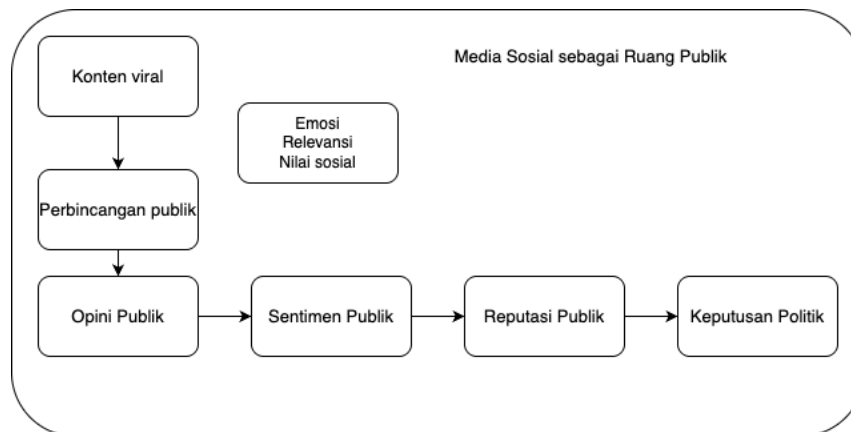 Media Sosial sebagai Ruang Publik
Konten viral
Emosi
Relevansi
Nilai sosial
Perbincangan publik
Opini Publik
Sentimen Publik
Reputasi Publik
Keputusan Politik